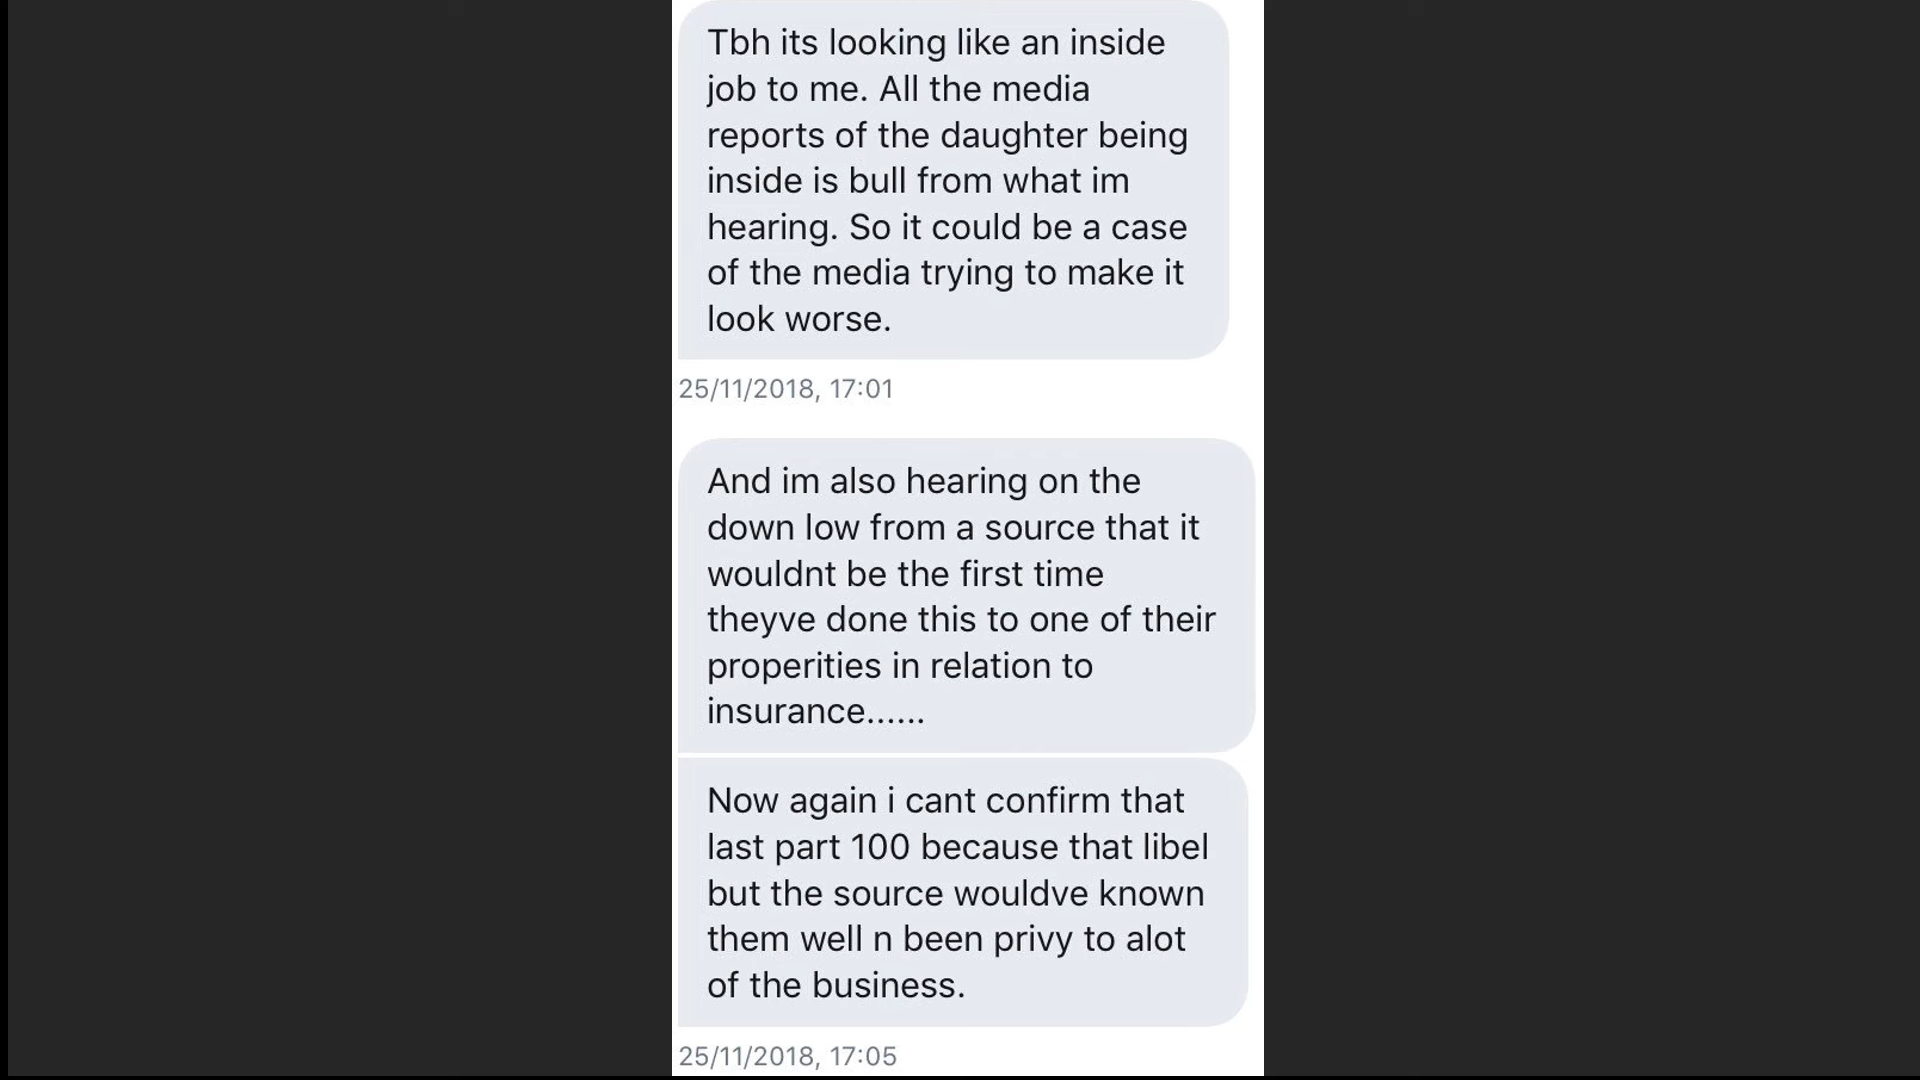 Tbh its looking like an inside
job to me. All the media
reports of the daughter being
inside is bull from what im
hearing. So it could be a case
of the media trying to make it
look worse.
25/11/2018, 17:01
And im also hearing on the
down low from a source that it
wouldnt be the first time
theyve done this to one of their
properities in relation to
insurance......
Now again i cant confirm that
last part 100 because that libel
but the source wouldve known
them well n been privy to alot
of the business.
25/11/2018, 17:05